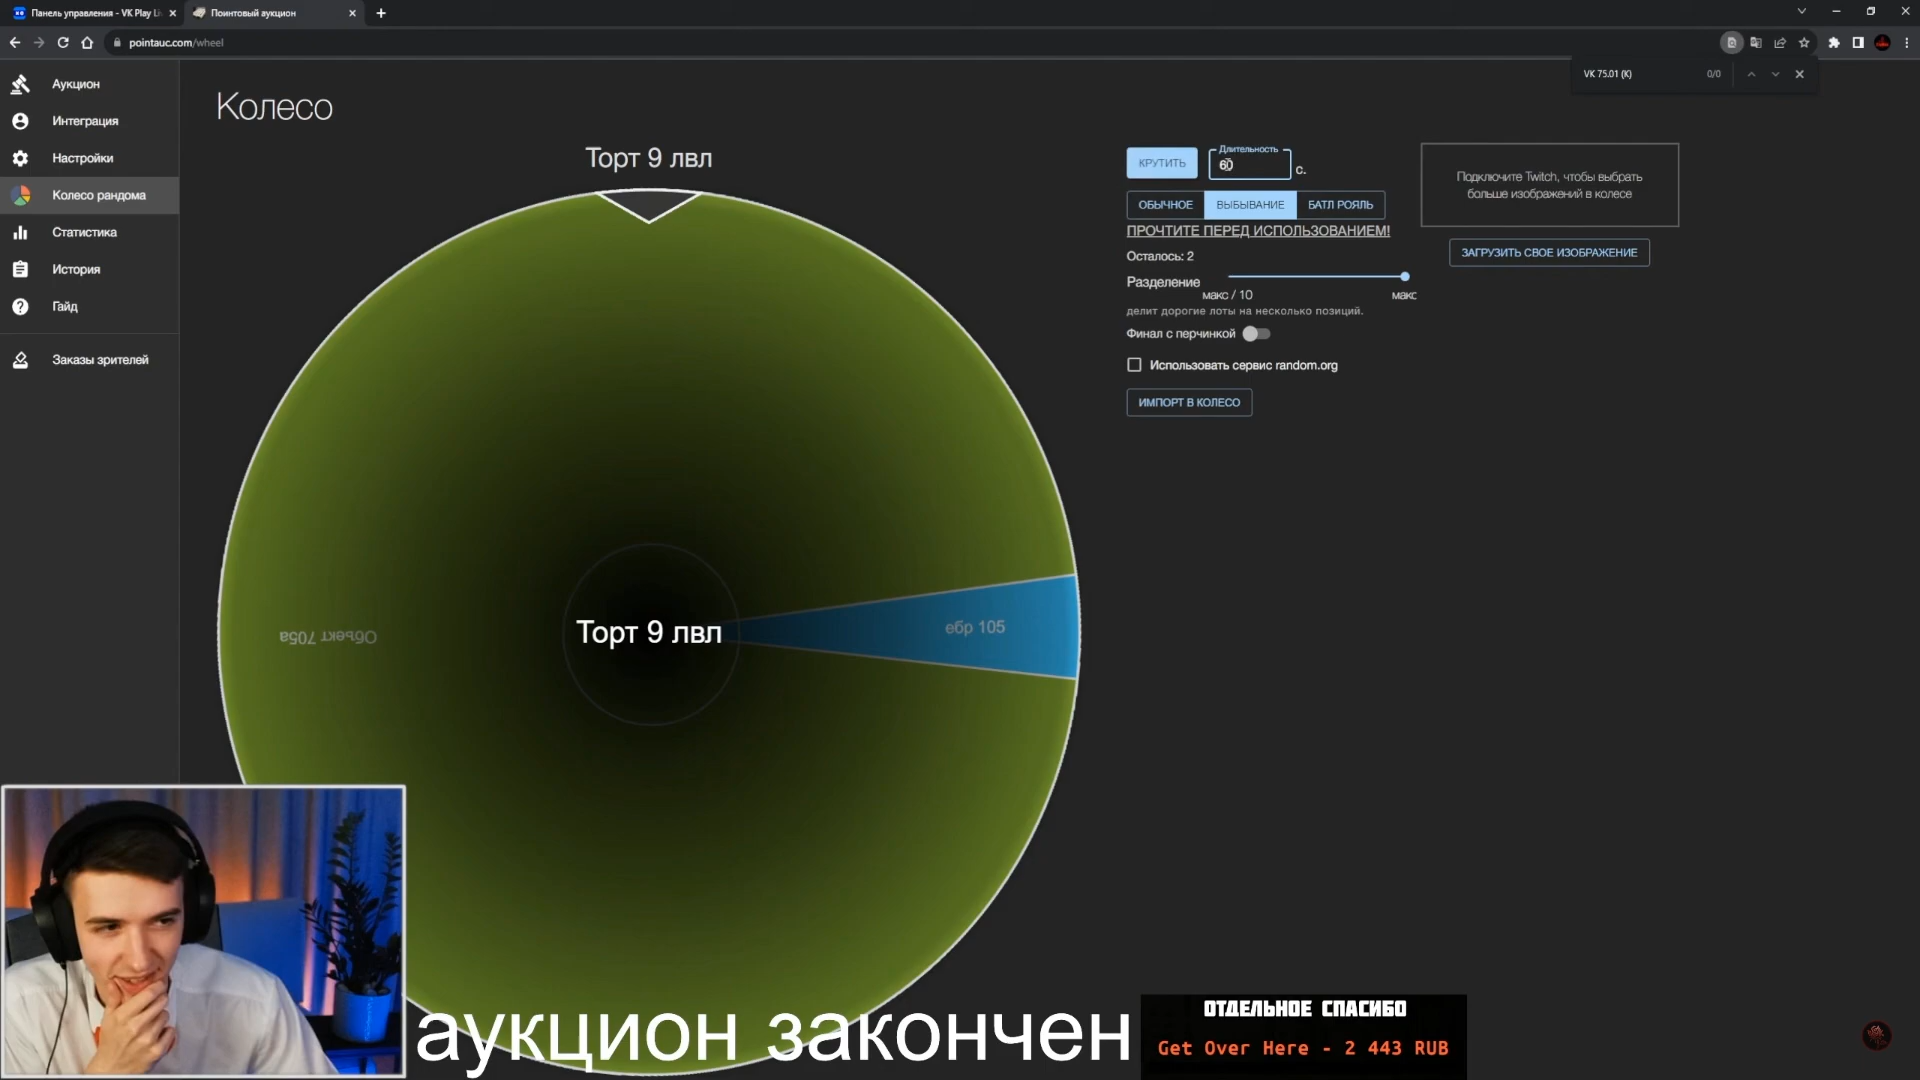 Панель управления - VK Play Li
Поинтовый аукцион
pointauc.com/wheel
VK 75.01 (K)
0/0
Аукцион
Интеграция
Настройки
Колесо рандома
Статистика
История
Гайд
Заказы зрителей
Колесо
Торт 9 лвл
Объект 705а
Торт 9 лвл
ебр 105
КРУТИТЬ
Длительность
60
с.
ОБЫЧНОЕ
ВЫБЫВАНИЕ
БАТЛ РОЯЛЬ
ПРОЧТИТЕ ПЕРЕД ИСПОЛЬЗОВАНИЕМ!
Осталось: 2
Разделение
макс / 10
макс
делит дорогие лоты на несколько позиций.
Финал с перчинкой
Использовать сервис random.org
ИМПОРТ В КОЛЕСО
Подключите Twitch, чтобы выбрать
больше изображений в колесе
ЗАГРУЗИТЬ СВОЕ ИЗОБРАЖЕНИЕ
аукцион закончен
ОТДЕЛЬНОЕ СПАСИБО
Get Over Here - 2 443 RUB